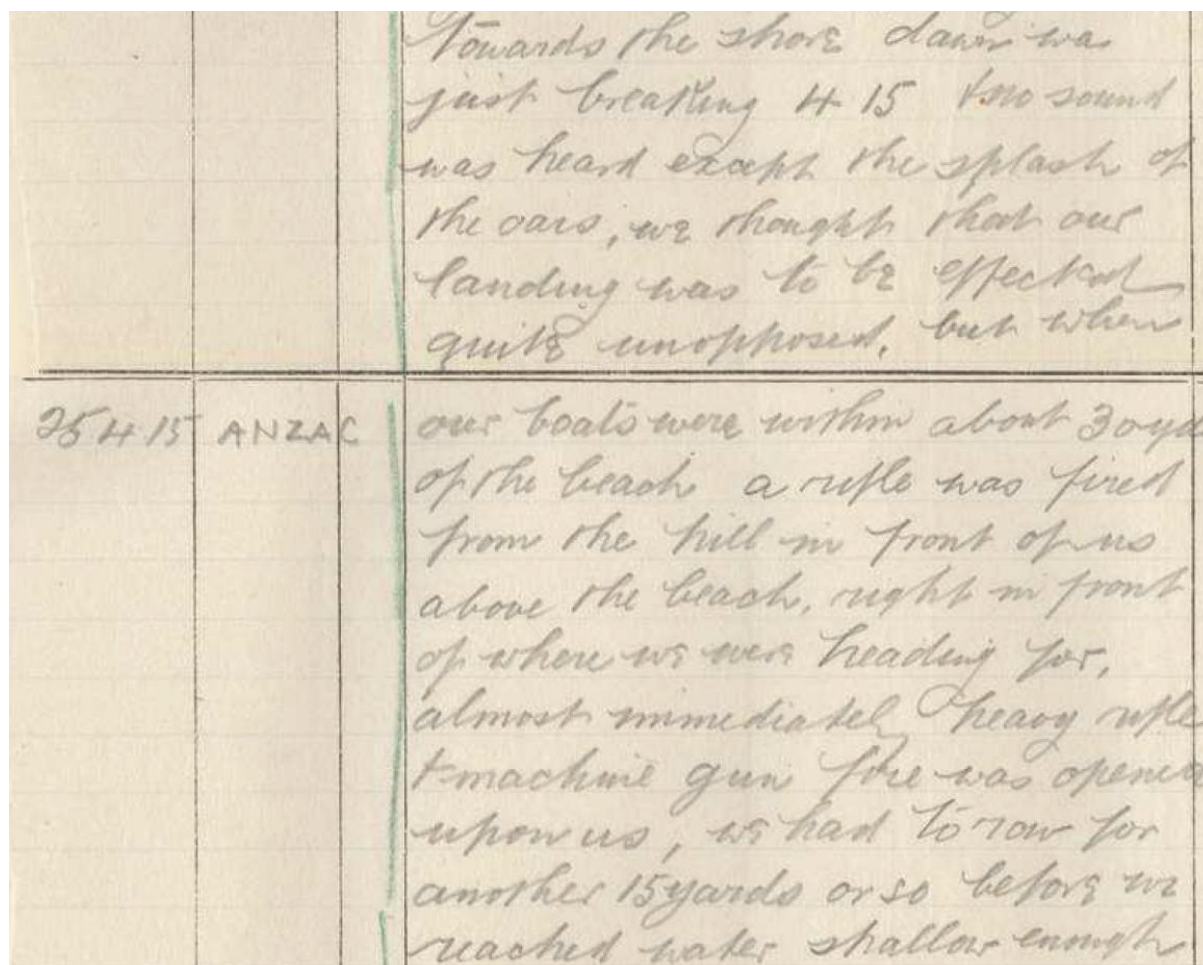 Towards the shore dawn was
just breaking 4 15 & no sound
was heard except the splash of
the oars, we thought that our
landing was to be effected
quite unopposed, but when
25 4 15 ANZAC our boats were within about 30 yd
of the beach a rifle was fired
from the hill in front of us
above the beach, right in front
of where we were heading for,
almost immediately heavy rifle
& machine gun fire was opened
upon us, we had to row for
another 15 yards or so before we
reached water shallow enough